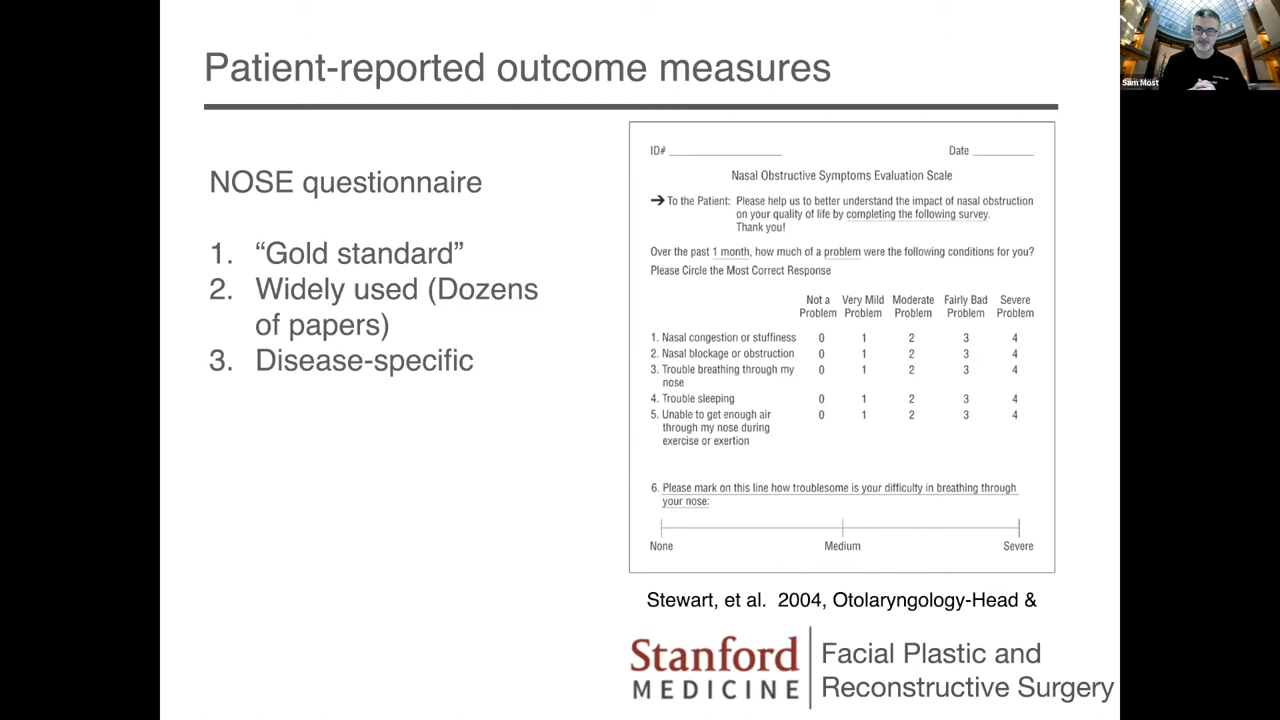 Patient-reported outcome measures
Sam Most
NOSE questionnaire
1. “Gold standard”
2. Widely used (Dozens
of papers)
3. Disease-specific
ID# Date
Nasal Obstructive Symptoms Evaluation Scale
➔ To the Patient: Please help us to better understand the impact of nasal obstruction
on your quality of life by completing the following survey.
Thank you!
Over the past 1 month, how much of a problem were the following conditions for you?
Please Circle the Most Correct Response
Not a Very Mild Moderate Fairly Bad Severe
Problem Problem Problem Problem Problem
1. Nasal congestion or stuffiness 0 1 2 3 4
2. Nasal blockage or obstruction 0 1 2 3 4
3. Trouble breathing through my 0 1 2 3 4
nose
4. Trouble sleeping 0 1 2 3 4
5. Unable to get enough air 0 1 2 3 4
through my nose during
exercise or exertion
6. Please mark on this line how troublesome is your difficulty in breathing through
your nose:
None Medium Severe
Stewart, et al. 2004, Otolaryngology-Head &
Stanford
MEDICINE
Facial Plastic and
Reconstructive Surgery